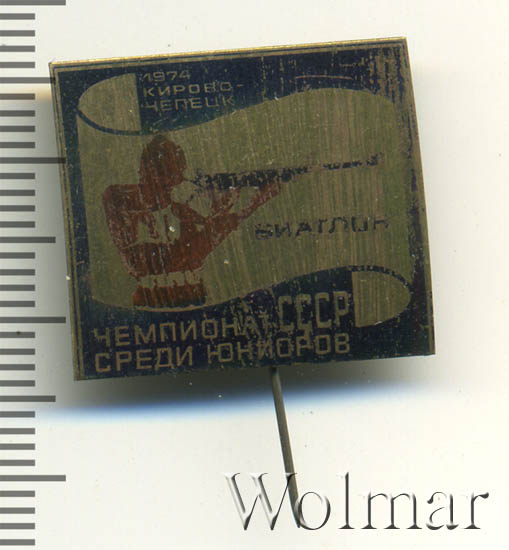 1974
КИРОВО-
ЧЕПЕЦК
БИАТЛОН
ЧЕМПИОНАТ СССР
СРЕДИ ЮНИОРОВ
Wolmar